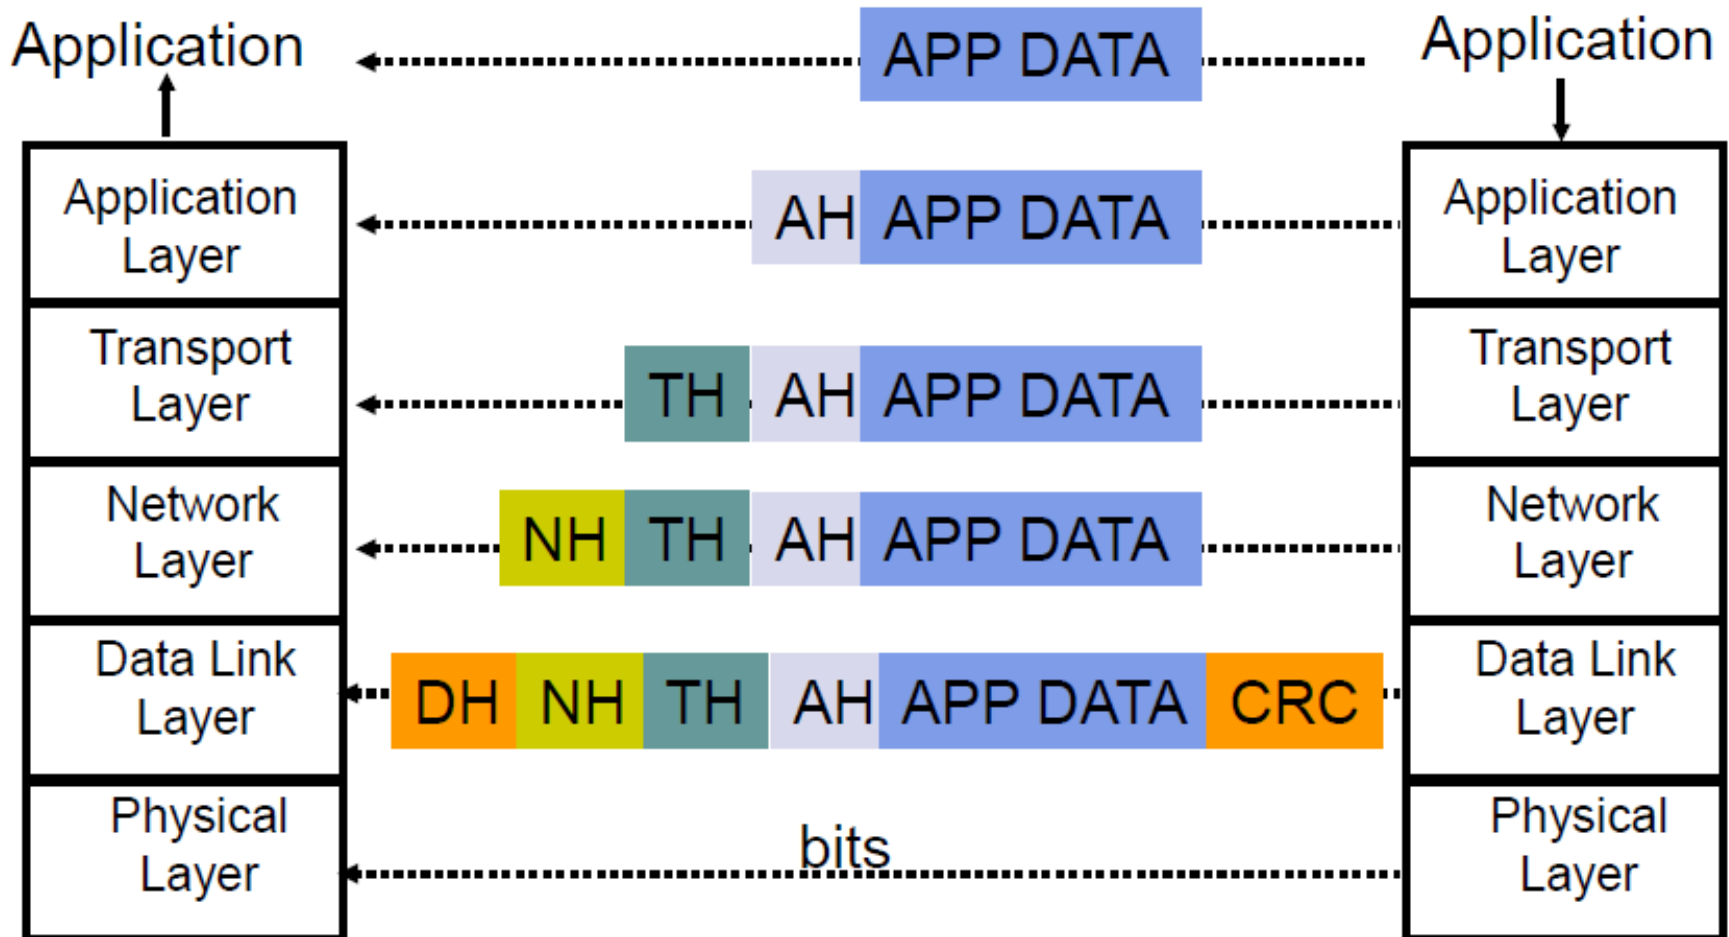 Application
APP DATA
Application
Application
Layer
AH APP DATA
Application
Layer
Transport
Layer
TH AH APP DATA
Transport
Layer
Network
Layer
NH TH AH APP DATA
Network
Layer
Data Link
Layer
DH NH TH AH APP DATA CRC
Data Link
Layer
Physical
Layer
bits
Physical
Layer